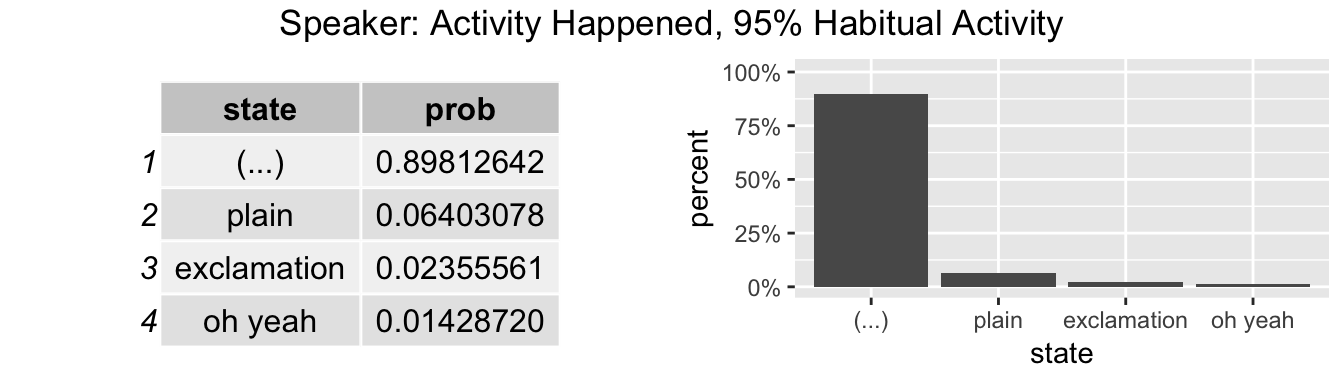 Speaker: Activity Happened, 95% Habitual Activity
state prob
1 (...) 0.89812642
2 plain 0.06403078
3 exclamation 0.02355561
4 oh yeah 0.01428720
percent
100%
75%
50%
25%
0%
(...) plain exclamation oh yeah
state